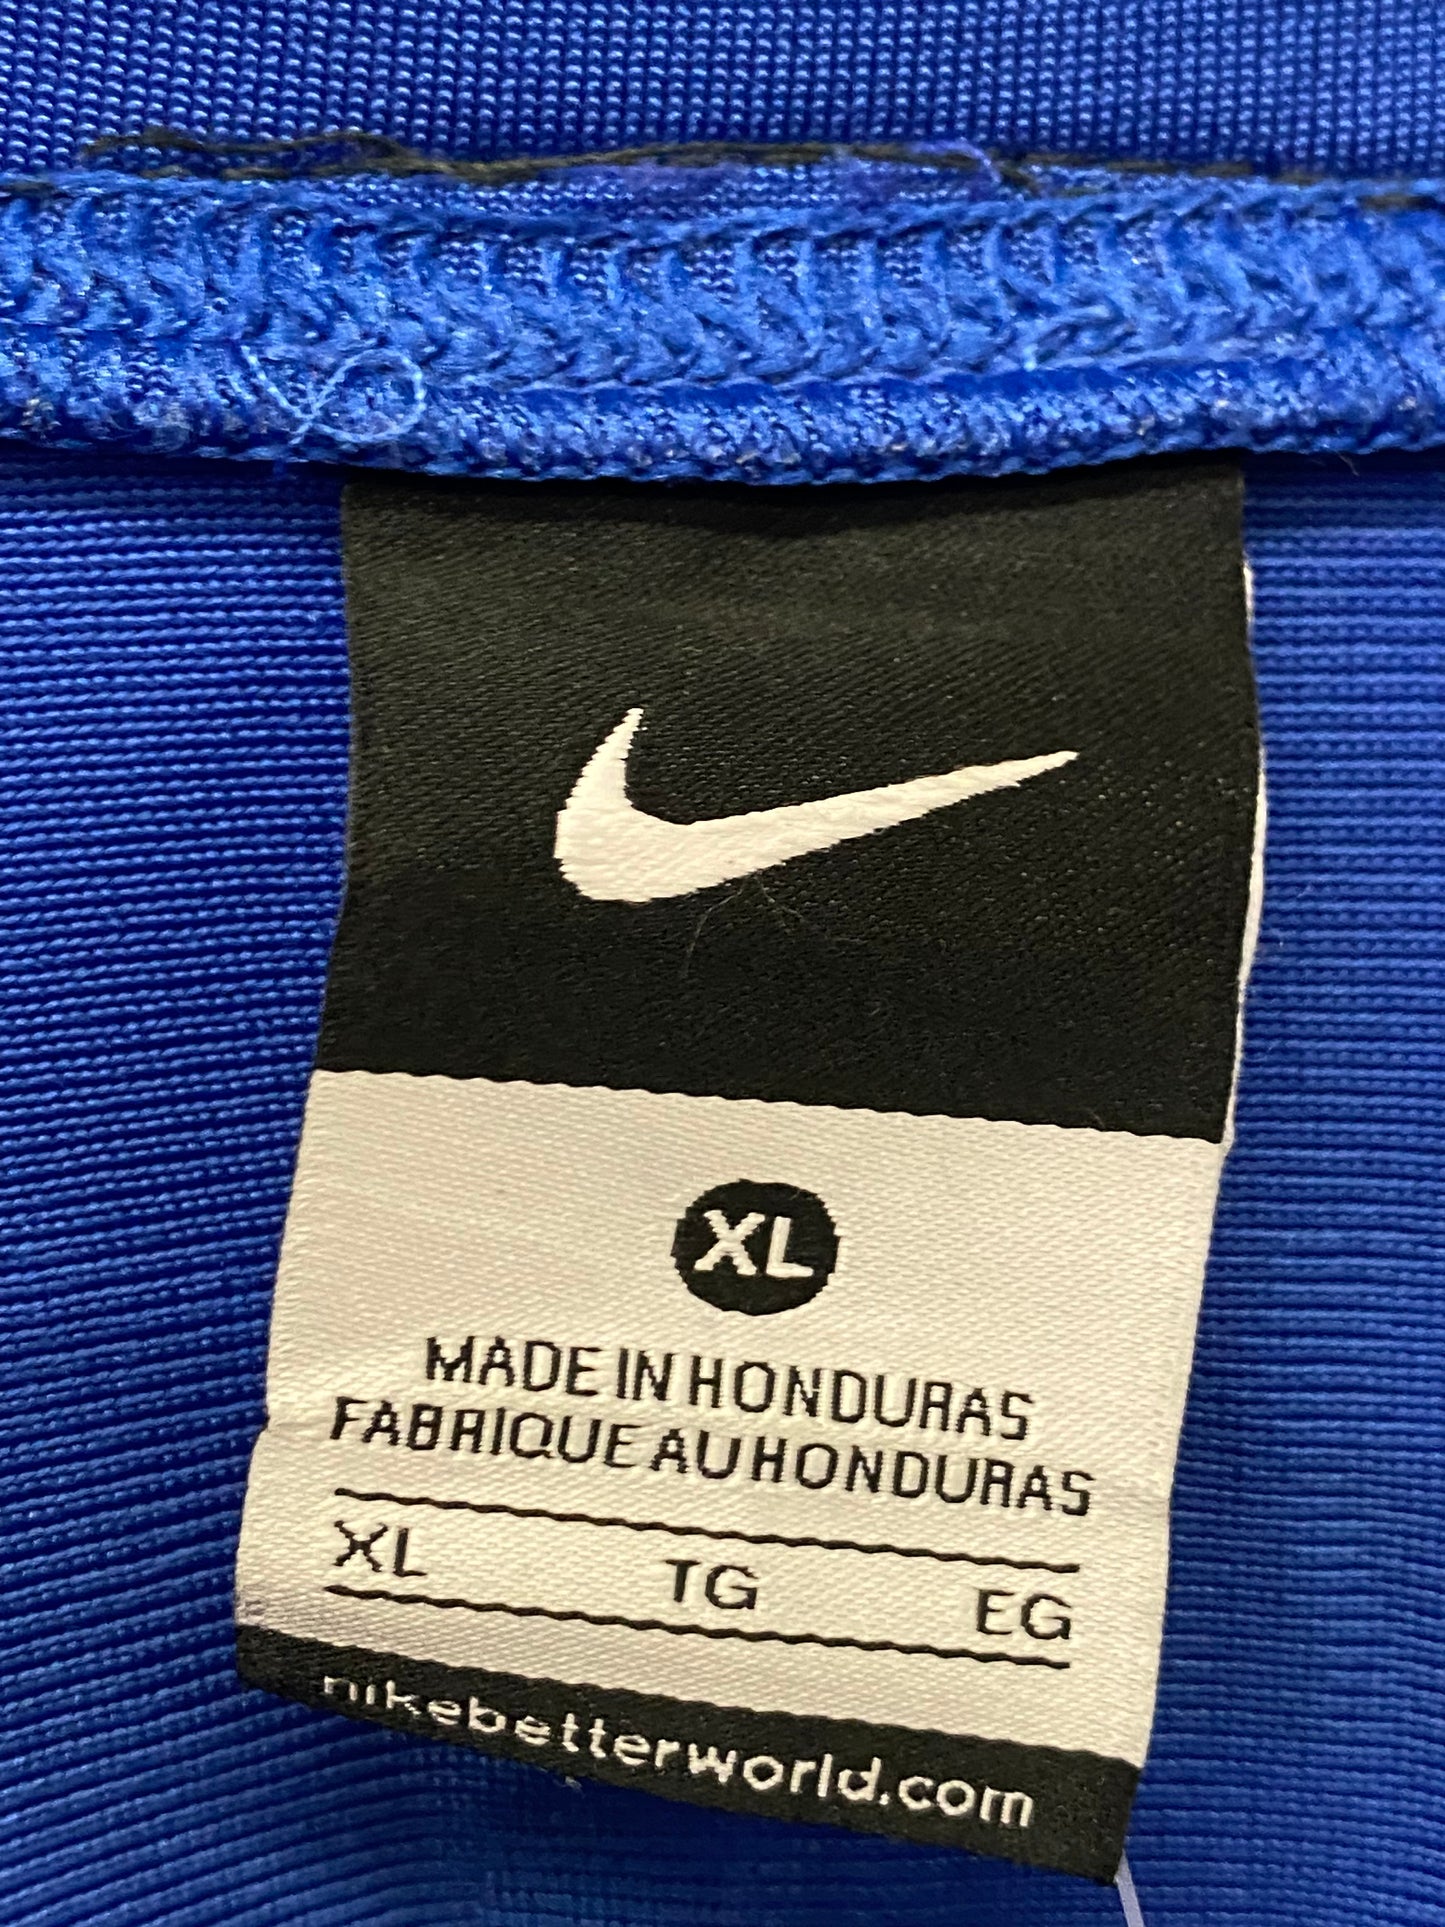 XL
MADE IN HONDURAS
FABRIQUE AU HONDURAS
XL TG EG
nikebetterworld.com